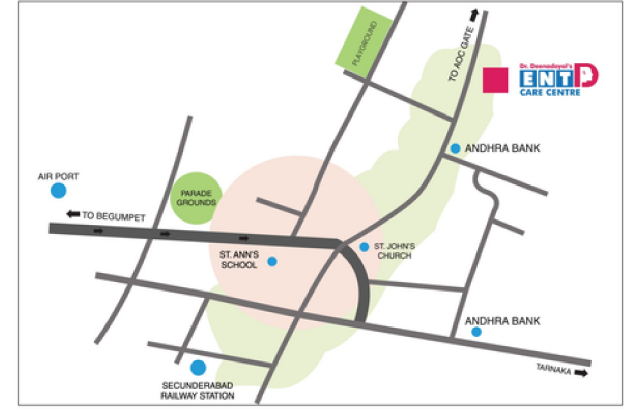 PLAYGROUND
TO AOC GATE
Dr. Deenadayal's
ENT
CARE CENTRE
ANDHRA BANK
AIR PORT
PARADE
GROUNDS
TO BEGUMPET
ST. ANN'S
SCHOOL
ST. JOHN'S
CHURCH
ANDHRA BANK
TARNAKA
SECUNDERABAD
RAILWAY STATION